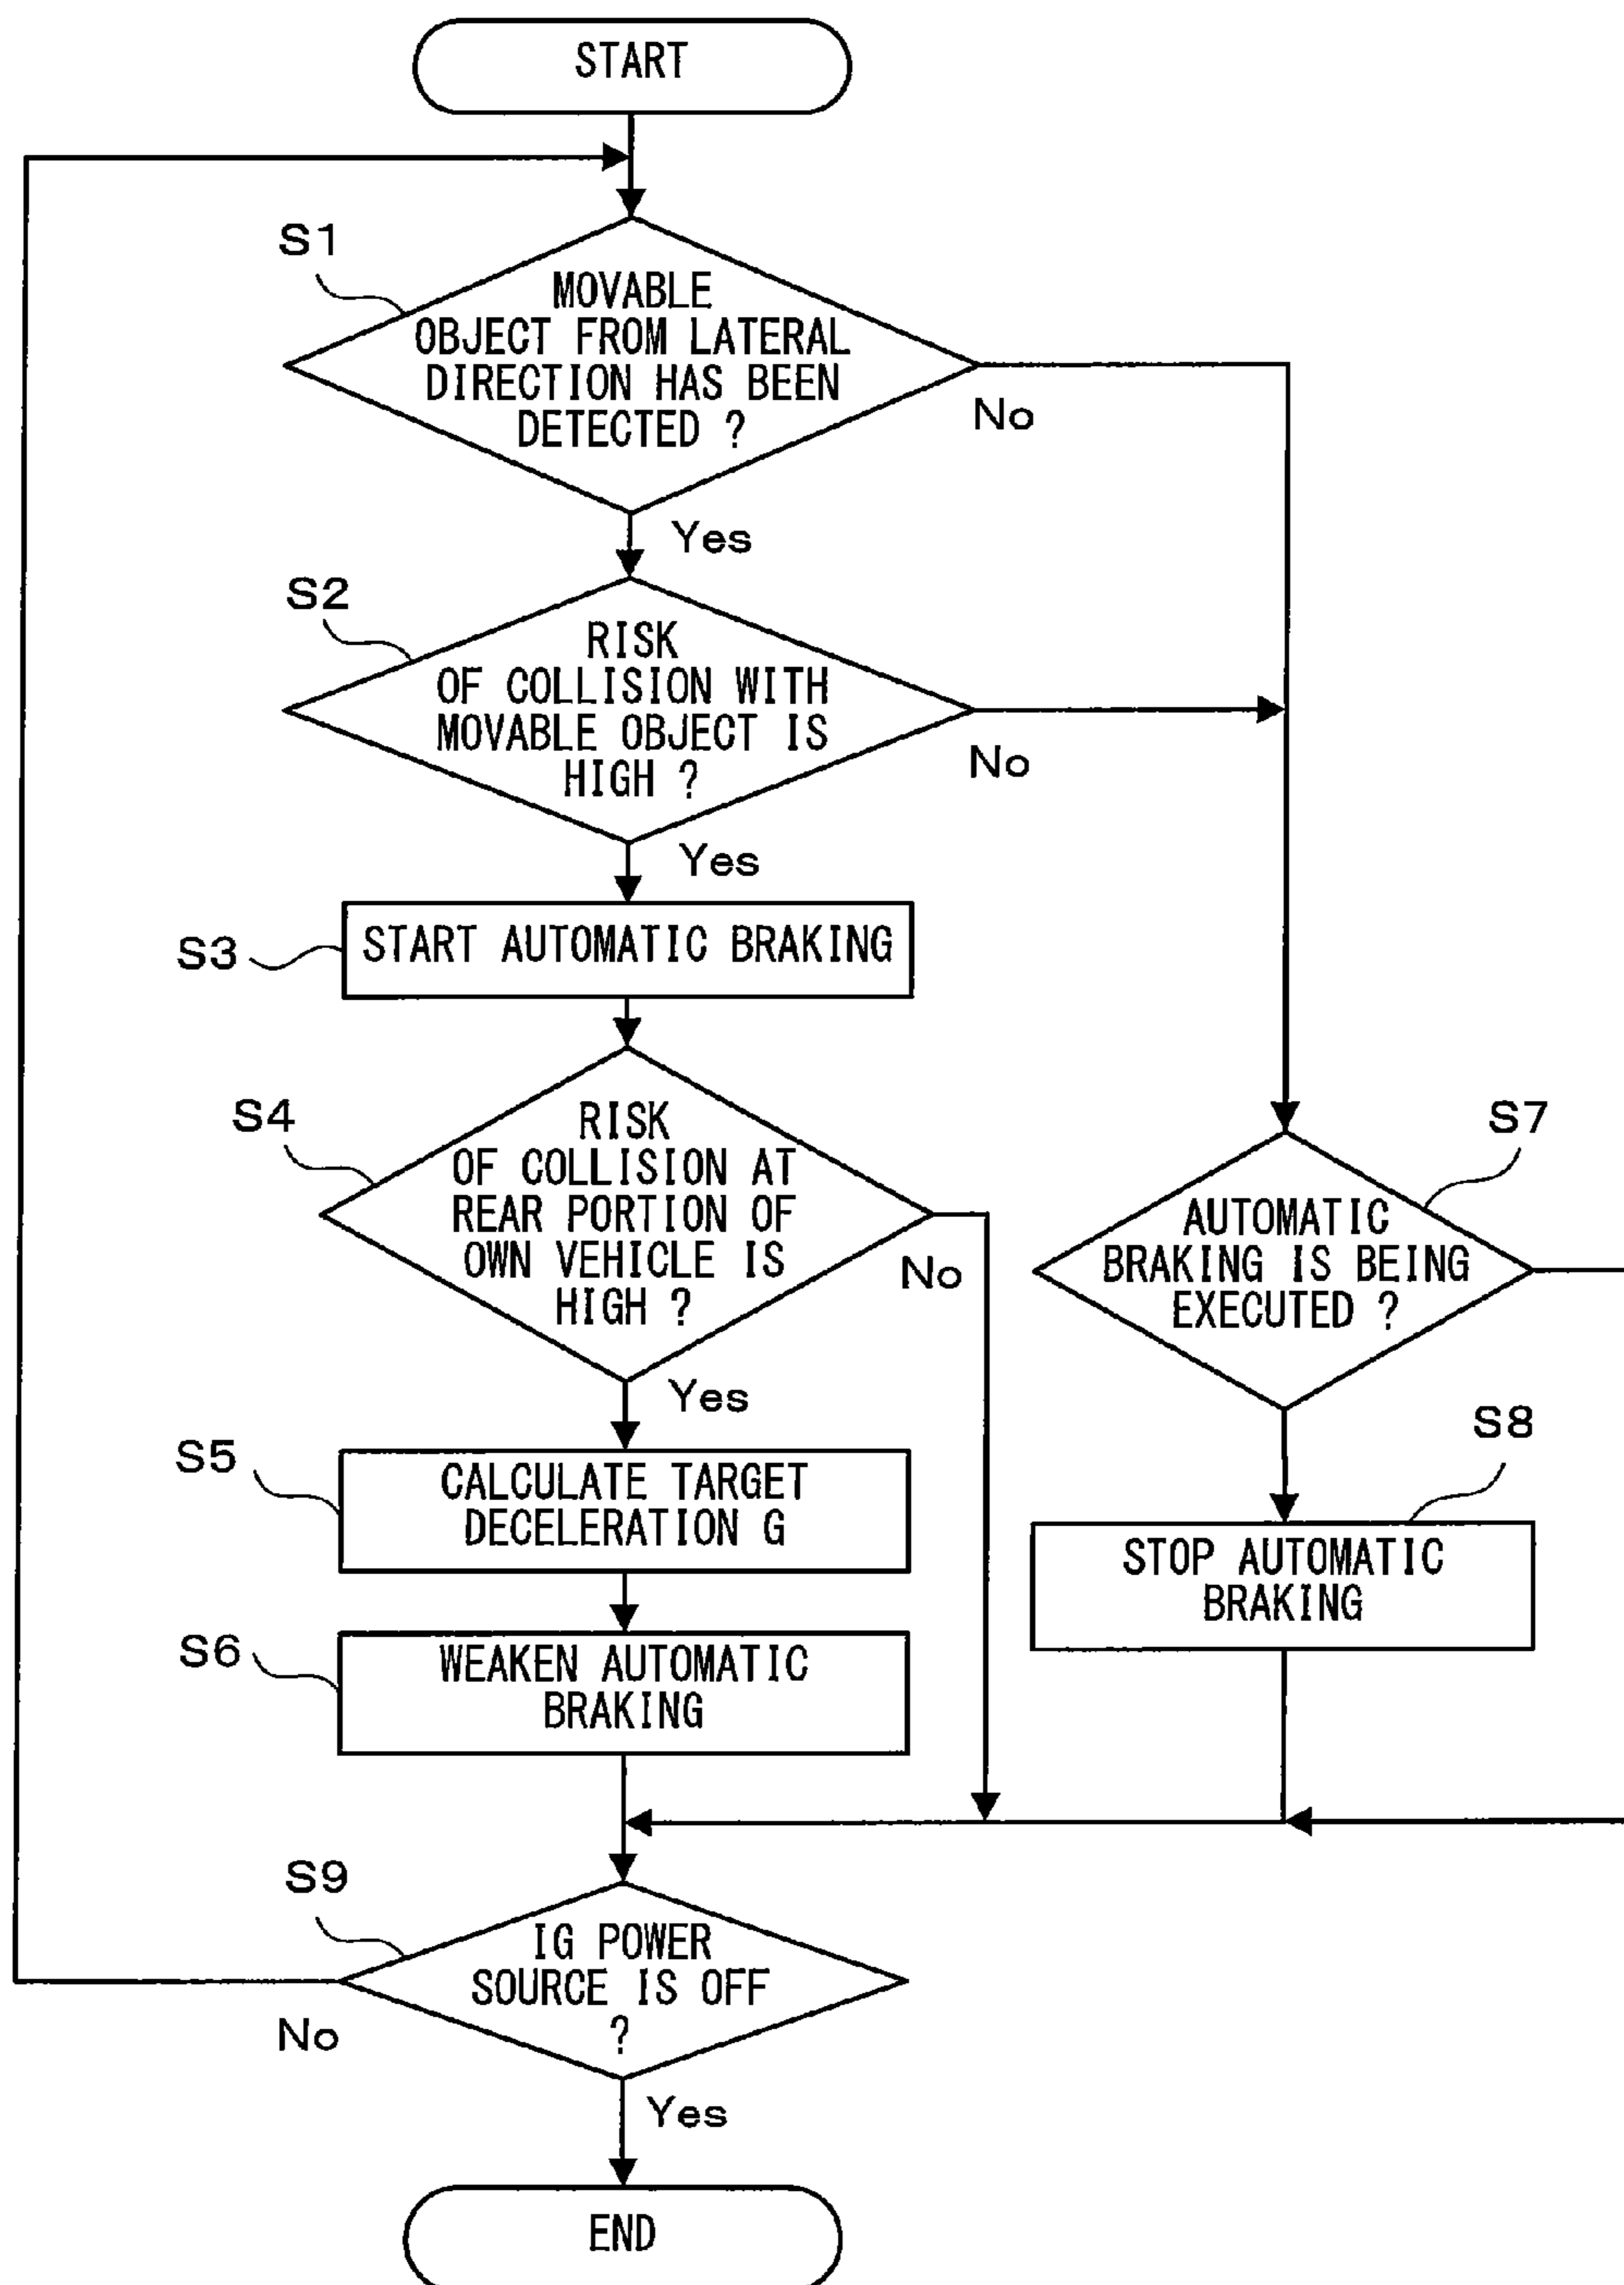 START
S1
MOVABLE
OBJECT FROM LATERAL
DIRECTION HAS BEEN
DETECTED ?
No
Yes
S2
RISK
OF COLLISION WITH
MOVABLE OBJECT IS
HIGH ?
No
Yes
S3
START AUTOMATIC BRAKING
S4
RISK
OF COLLISION AT
REAR PORTION OF
OWN VEHICLE IS
HIGH ?
No
Yes
S5
CALCULATE TARGET
DECELERATION G
S6
WEAKEN AUTOMATIC
BRAKING
S7
AUTOMATIC
BRAKING IS BEING
EXECUTED ?
S8
STOP AUTOMATIC
BRAKING
S9
IG POWER
SOURCE IS OFF
?
No
Yes
END